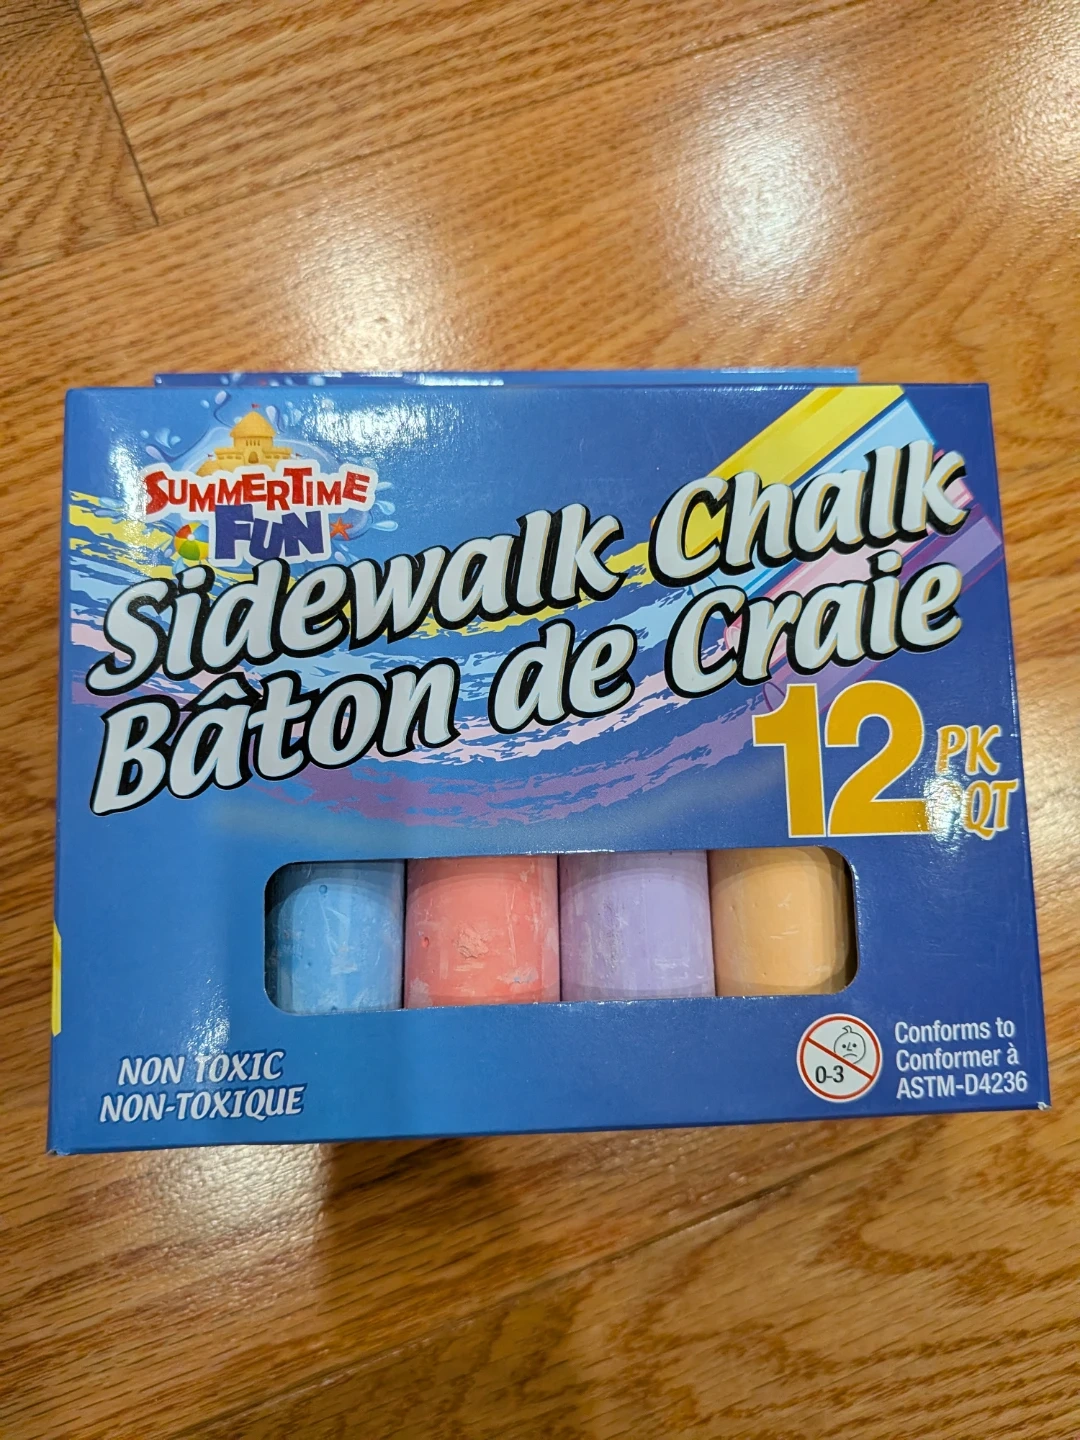 SUMMERTIME
FUN
Sidewalk Chalk
Bâton de Craie
12 PK
PQT
NON TOXIC
NON-TOXIQUE
0-3
Conforms to
Conformer à
ASTM-D4236